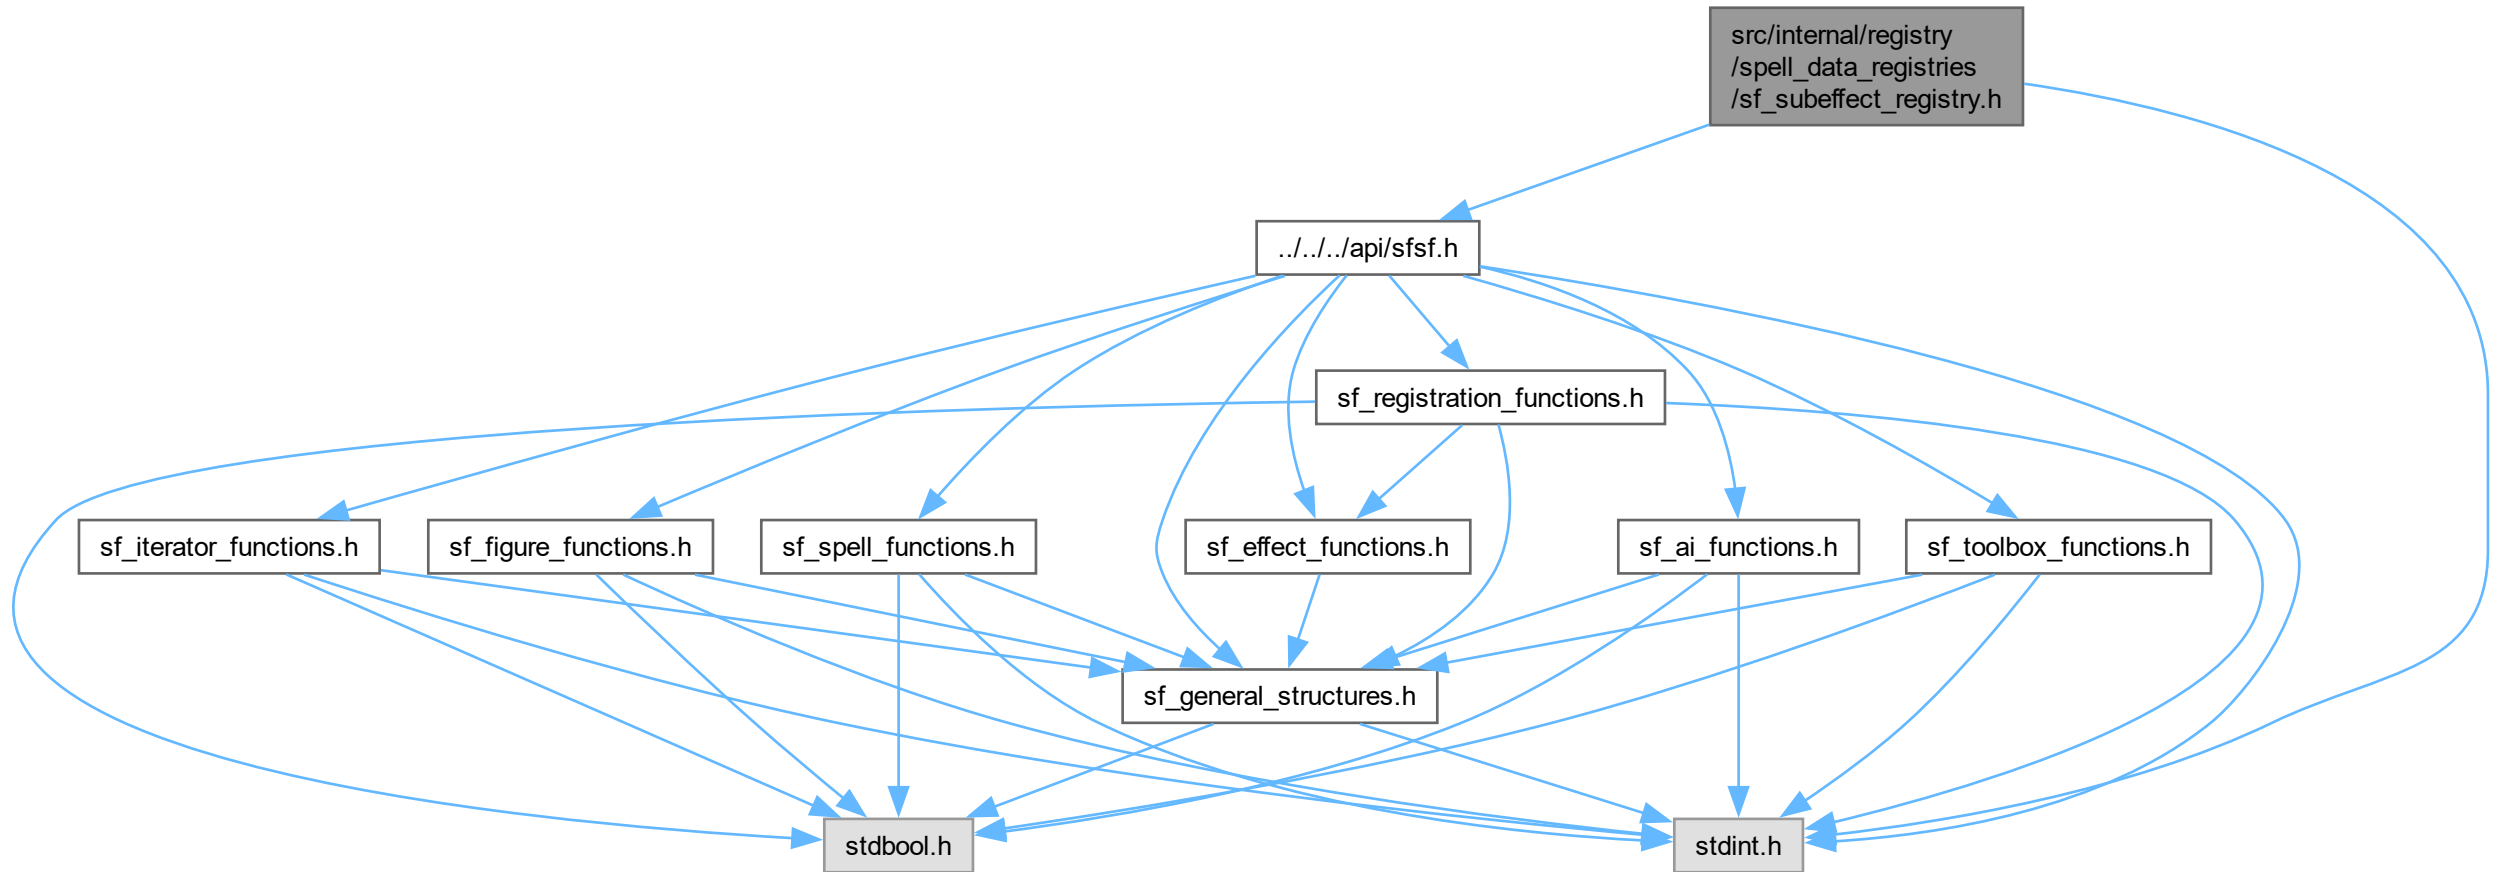 src/internal/registry
/spell_data_registries
/sf_subeffect_registry.h
../../../api/sfsf.h
sf_registration_functions.h
sf_iterator_functions.h
sf_figure_functions.h
sf_spell_functions.h
sf_effect_functions.h
sf_ai_functions.h
sf_toolbox_functions.h
sf_general_structures.h
stdbool.h
stdint.h